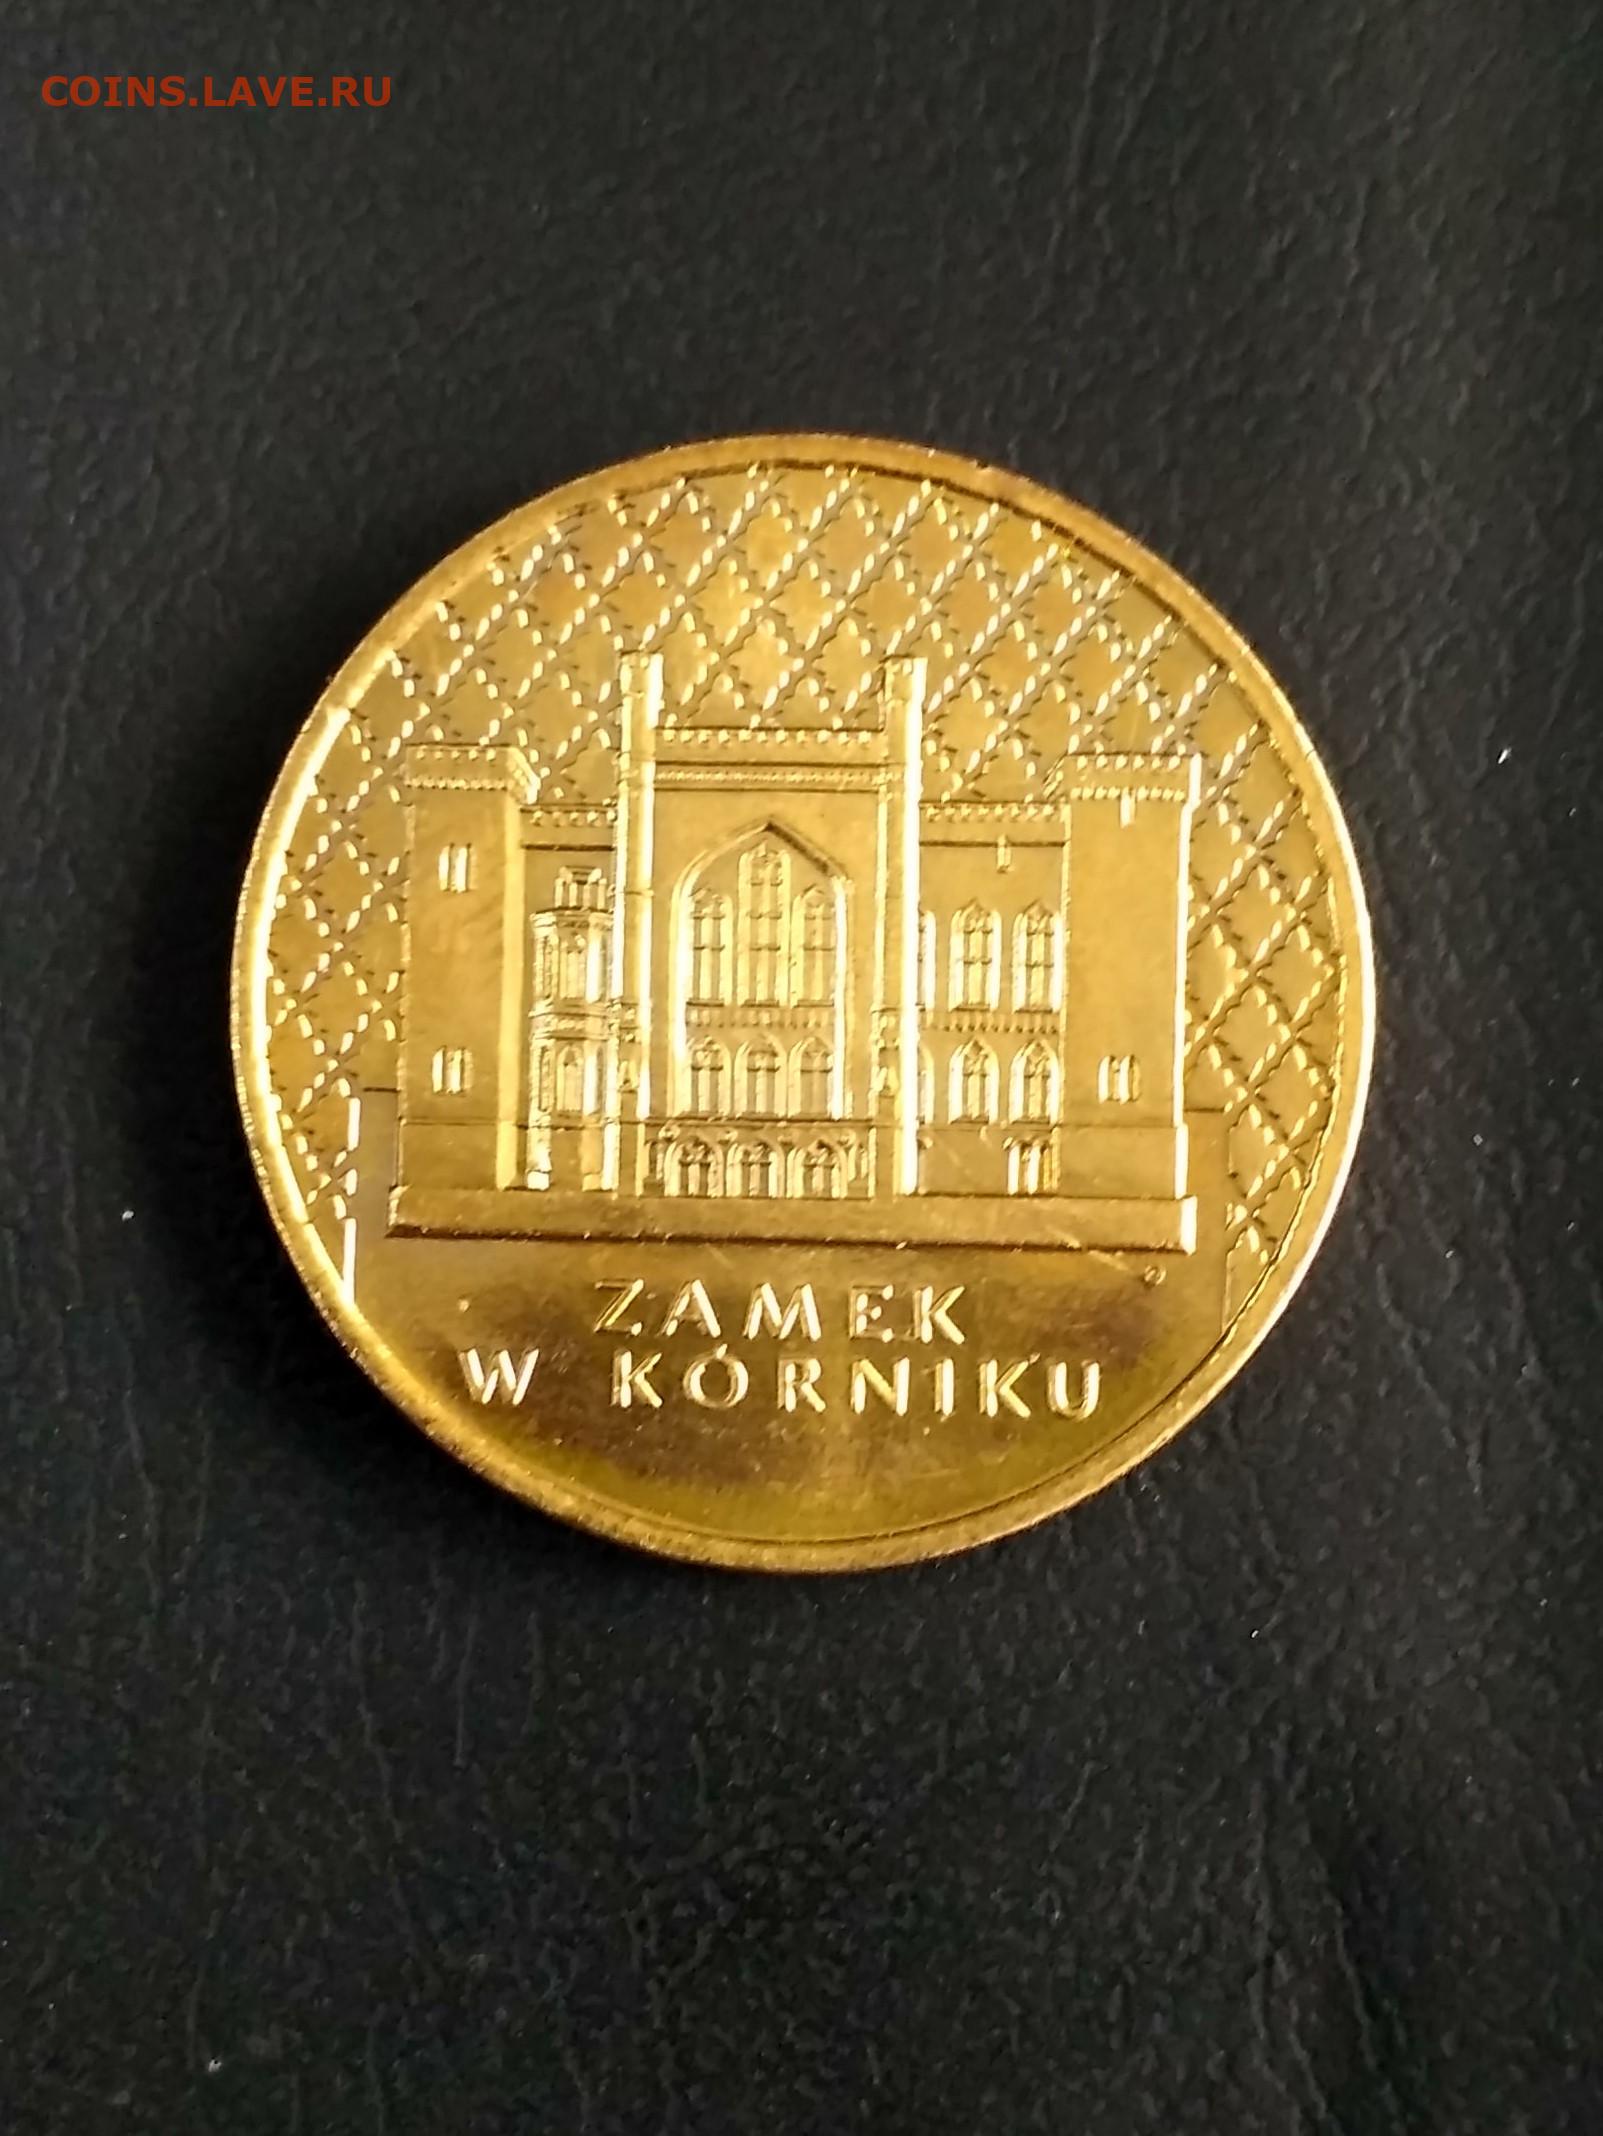 COINS.LAVE.RU
ZAMEK
W KÓRNIKU